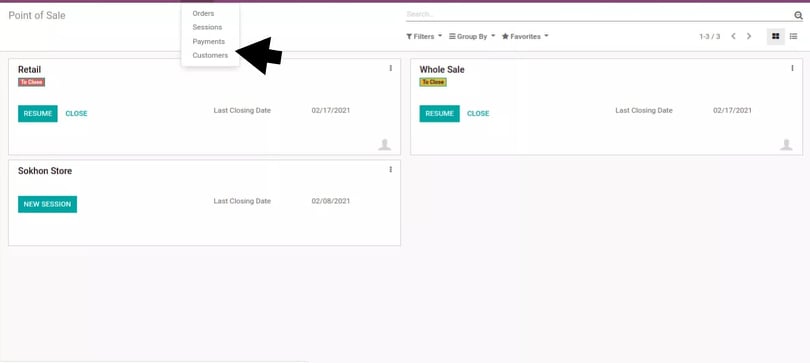 Point of Sale
Orders
Sessions
Payments
Customers
Search...
Filters
Group By
Favorites
1-3 / 3
Retail
To Close
RESUME
CLOSE
Last Closing Date
02/17/2021
Whole Sale
To Close
RESUME
CLOSE
Last Closing Date
02/17/2021
Sokhon Store
NEW SESSION
Last Closing Date
02/08/2021